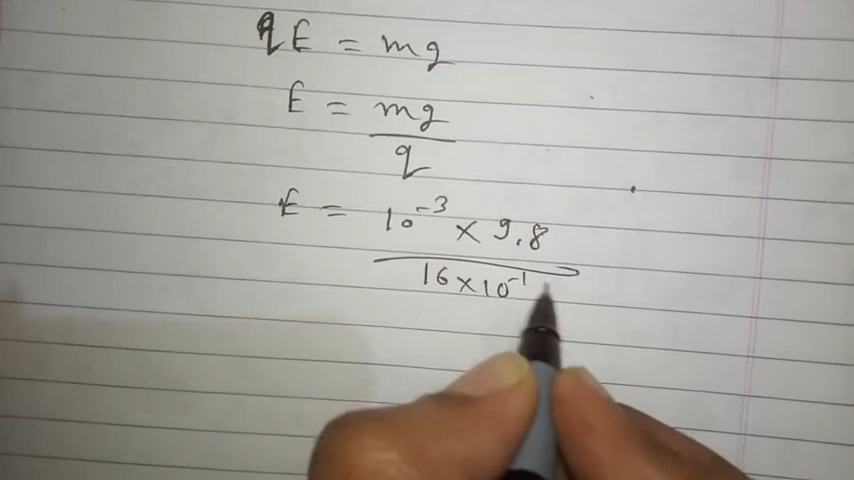 qE = mg
E = mg
q
E = 10⁻³ × 9.8
16×10⁻¹